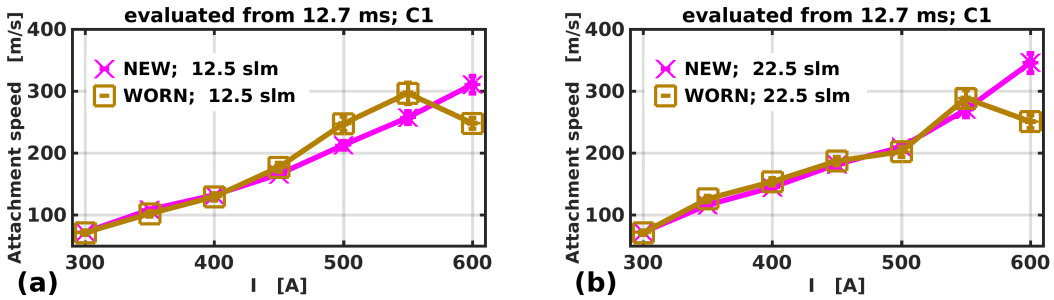 evaluated from 12.7 ms; C1
Attachment speed [m/s]
400
300
200
100
NEW; 12.5 slm
WORN; 12.5 slm
300 400 500 600
I [A]
(a)
evaluated from 12.7 ms; C1
Attachment speed [m/s]
400
300
200
100
NEW; 22.5 slm
WORN; 22.5 slm
300 400 500 600
I [A]
(b)